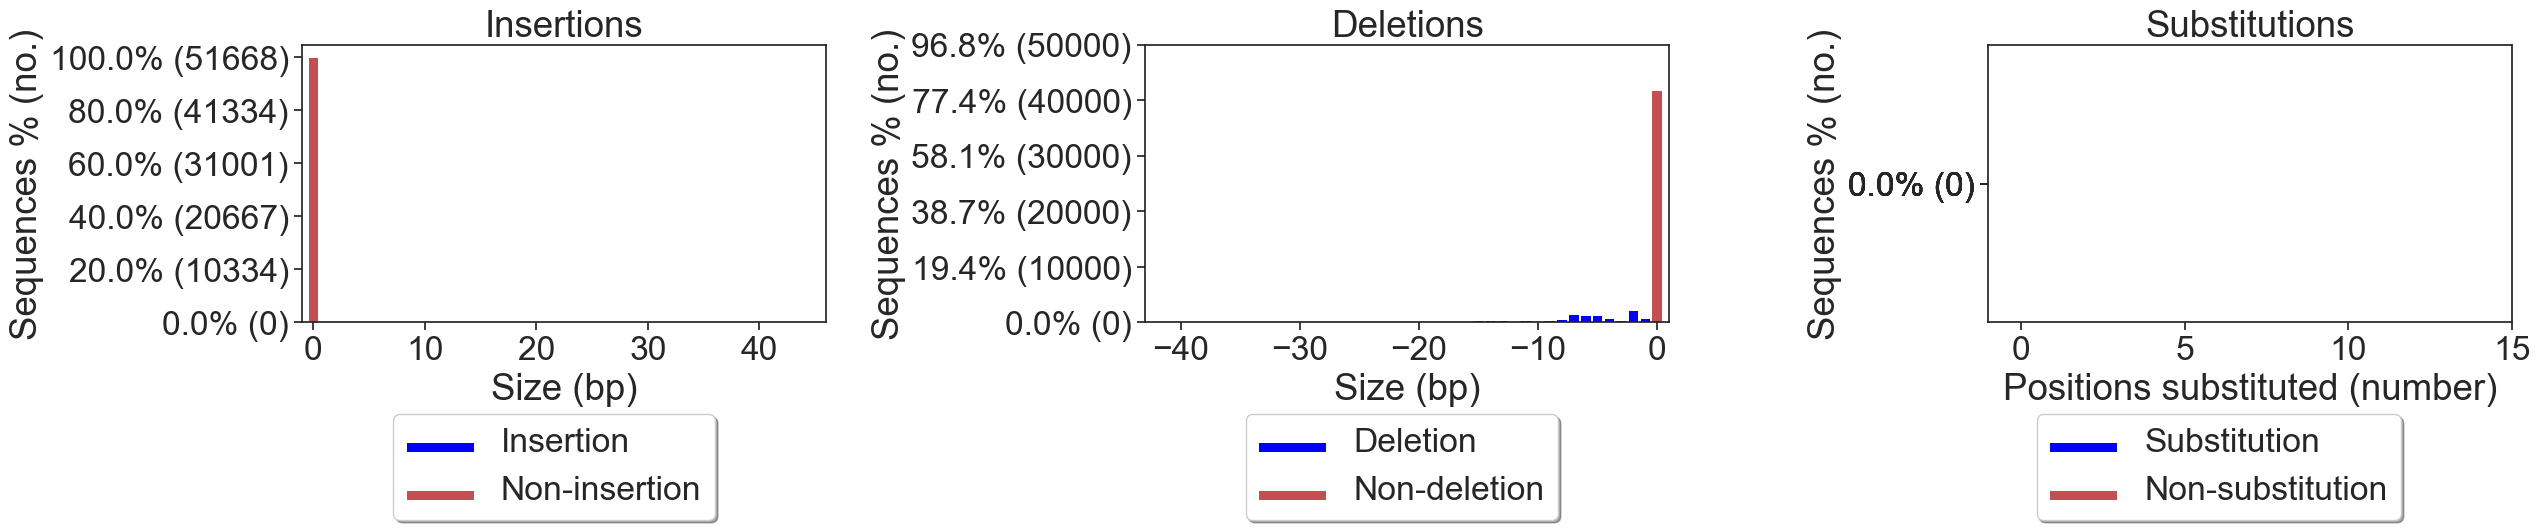 Insertions
Sequences % (no.)
100.0% (51668)
80.0% (41334)
60.0% (31001)
40.0% (20667)
20.0% (10334)
0.0% (0)
0 10 20 30 40
Size (bp)
Insertion
Non-insertion
Deletions
Sequences % (no.)
96.8% (50000)
77.4% (40000)
58.1% (30000)
38.7% (20000)
19.4% (10000)
0.0% (0)
−40 −30 −20 −10 0
Size (bp)
Deletion
Non-deletion
Substitutions
Sequences % (no.)
0.0% (0)
0 5 10 15
Positions substituted (number)
Substitution
Non-substitution